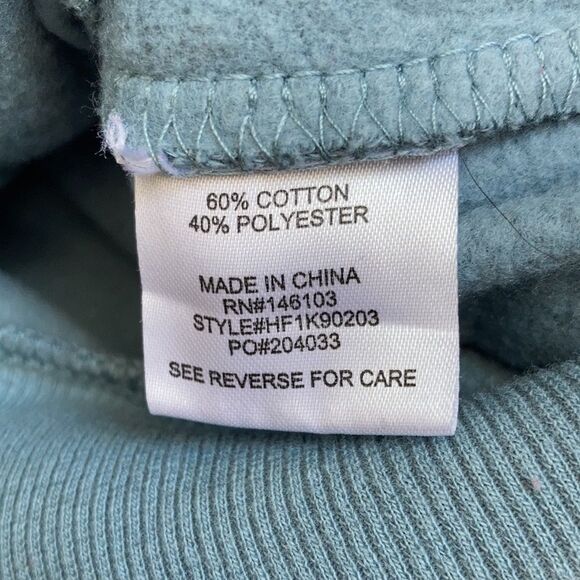 60% COTTON
40% POLYESTER
MADE IN CHINA
RN#146103
STYLE#HF1K90203
PO#204033
SEE REVERSE FOR CARE